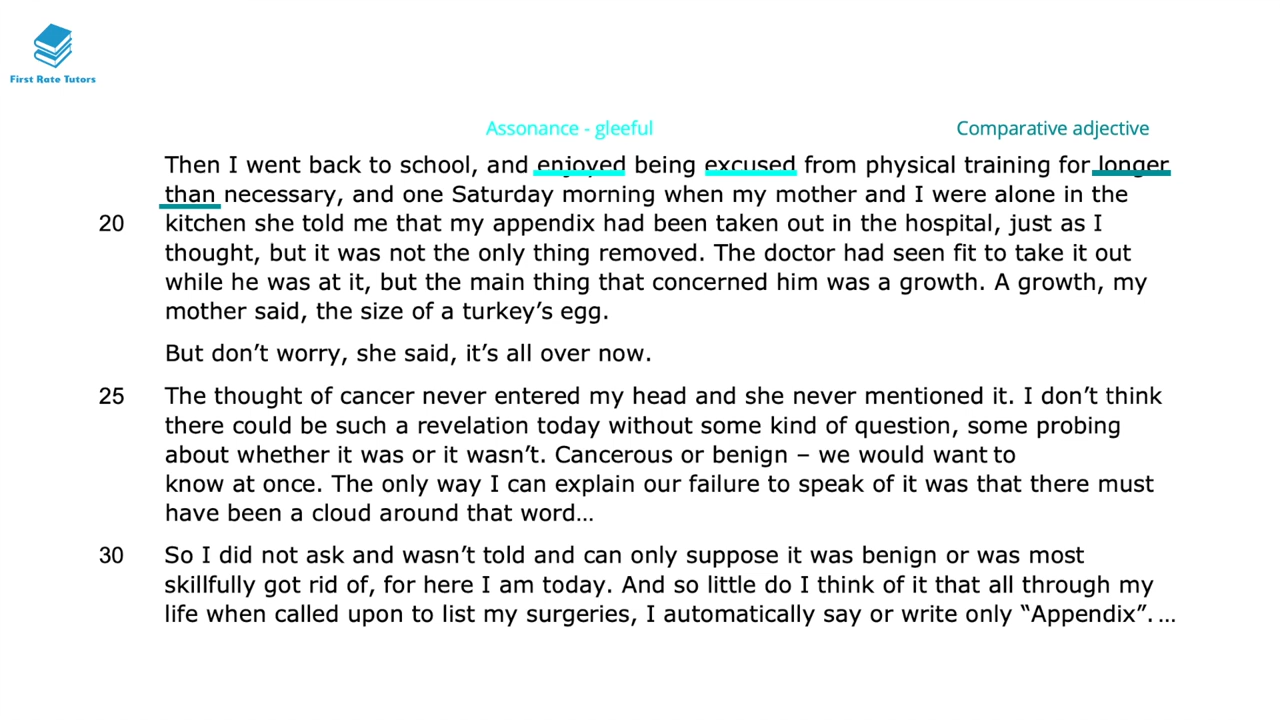 First Rate Tutors
Assonance - gleeful
Comparative adjective
Then I went back to school, and enjoyed being excused from physical training for longer
than necessary, and one Saturday morning when my mother and I were alone in the
20 kitchen she told me that my appendix had been taken out in the hospital, just as I
thought, but it was not the only thing removed. The doctor had seen fit to take it out
while he was at it, but the main thing that concerned him was a growth. A growth, my
mother said, the size of a turkey’s egg.
But don’t worry, she said, it’s all over now.
25 The thought of cancer never entered my head and she never mentioned it. I don’t think
there could be such a revelation today without some kind of question, some probing
about whether it was or it wasn’t. Cancerous or benign – we would want to
know at once. The only way I can explain our failure to speak of it was that there must
have been a cloud around that word...
30 So I did not ask and wasn’t told and can only suppose it was benign or was most
skillfully got rid of, for here I am today. And so little do I think of it that all through my
life when called upon to list my surgeries, I automatically say or write only “Appendix”. ...